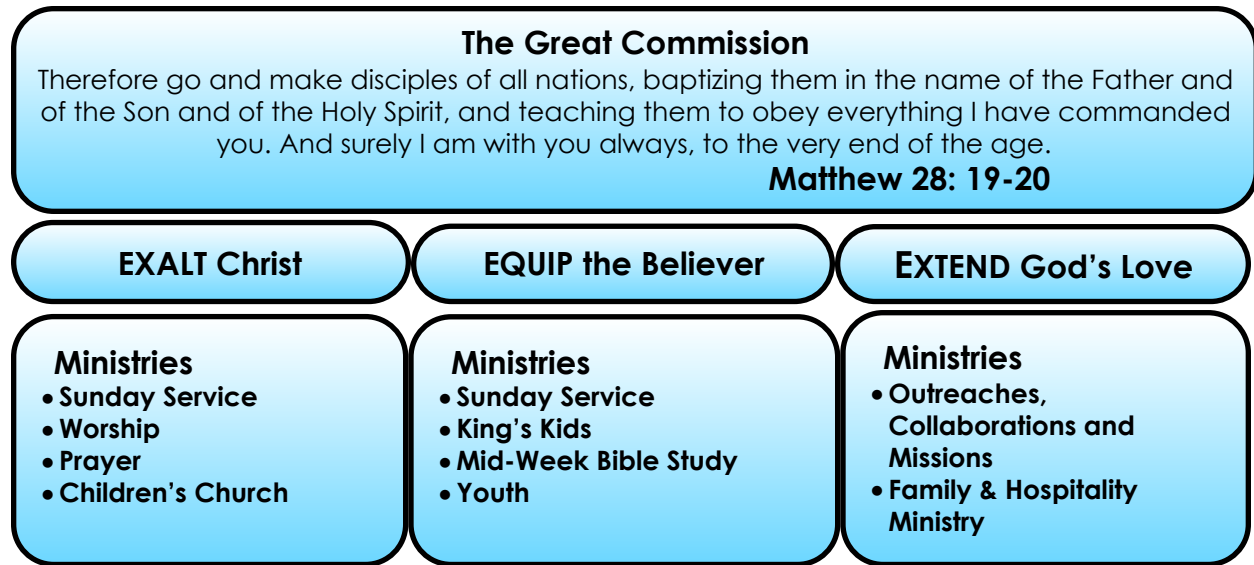 The Great Commission
Therefore go and make disciples of all nations, baptizing them in the name of the Father and
of the Son and of the Holy Spirit, and teaching them to obey everything I have commanded
you. And surely I am with you always, to the very end of the age.
Matthew 28: 19-20
EXALT Christ
EQUIP the Believer
EXTEND God's Love
Ministries
• Sunday Service
• Worship
• Prayer
• Children's Church
Ministries
• Sunday Service
• King's Kids
• Mid-Week Bible Study
• Youth
Ministries
• Outreaches,
Collaborations and
Missions
• Family & Hospitality
Ministry